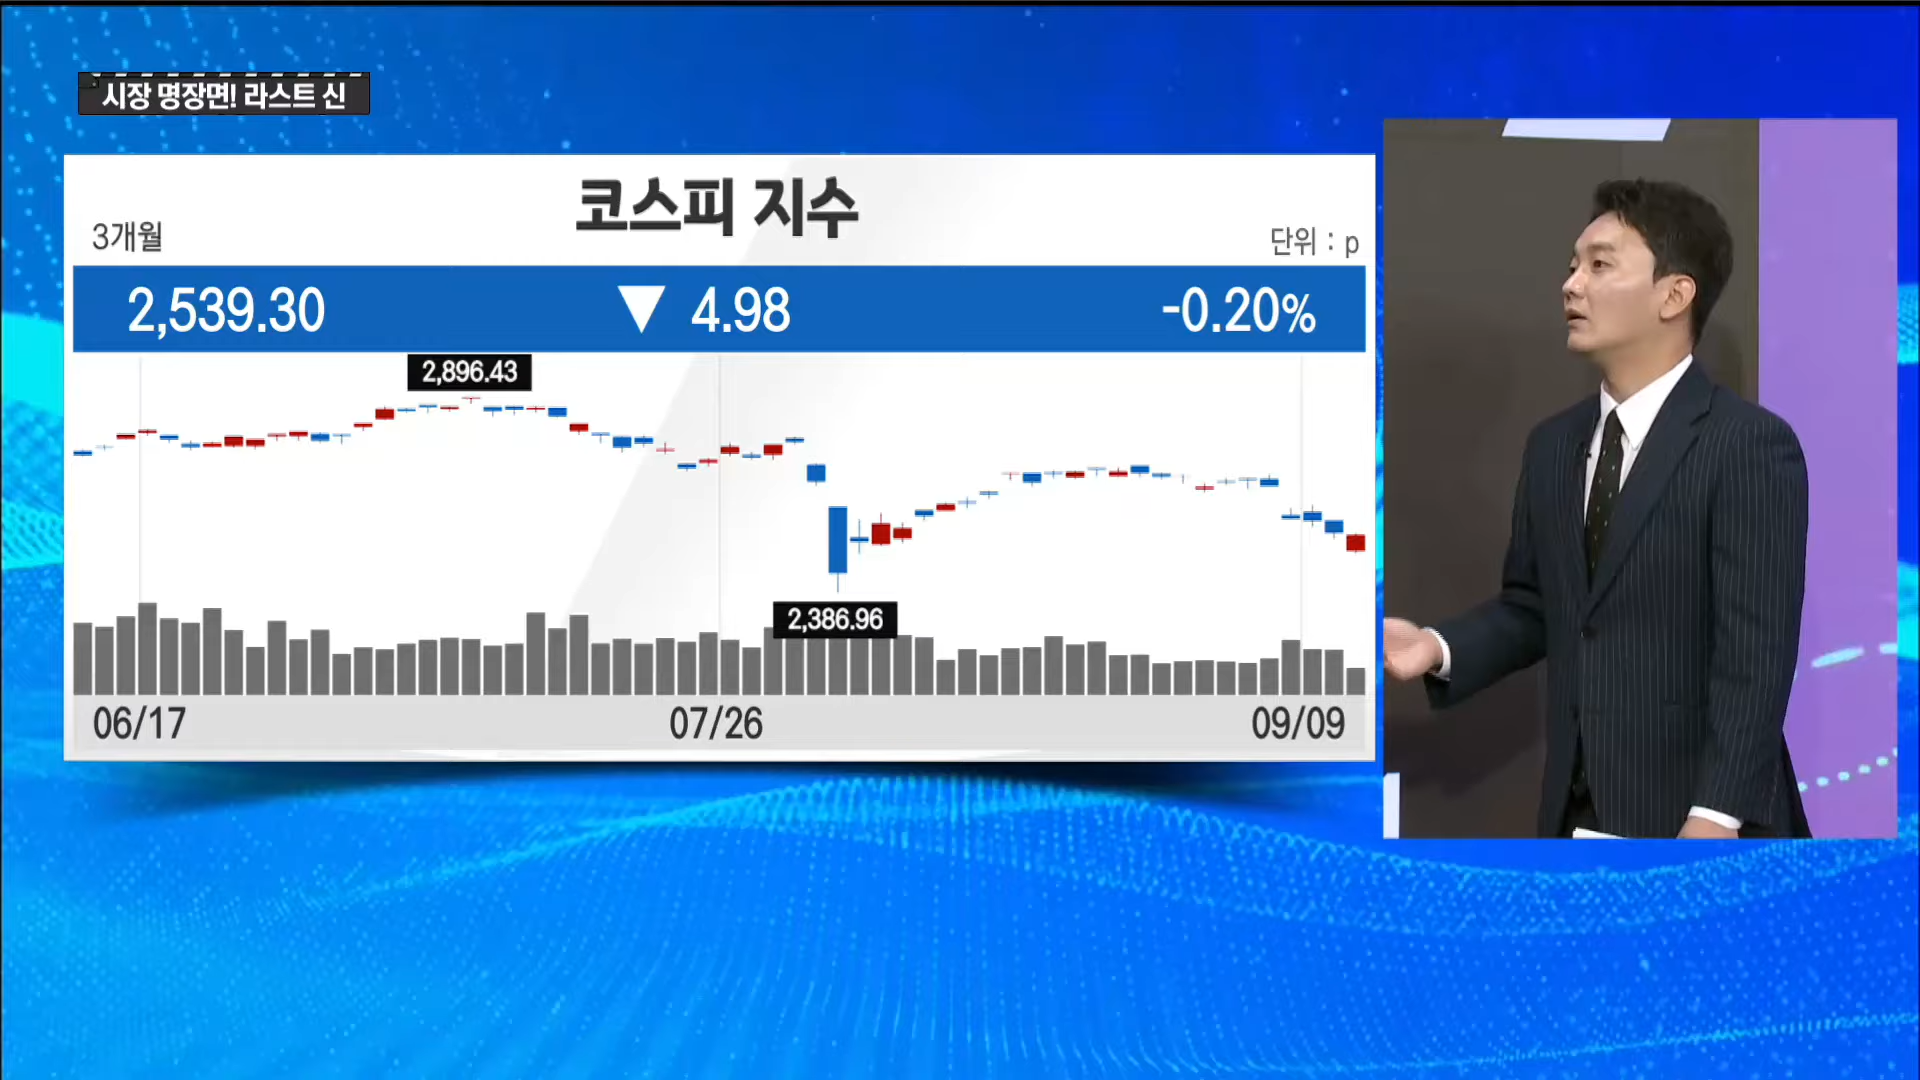 시장 명장면! 라스트 신
코스피 지수
3개월
단위 : p
2,539.30 ▼ 4.98 -0.20%
2,896.43
2,386.96
06/17 07/26 09/09